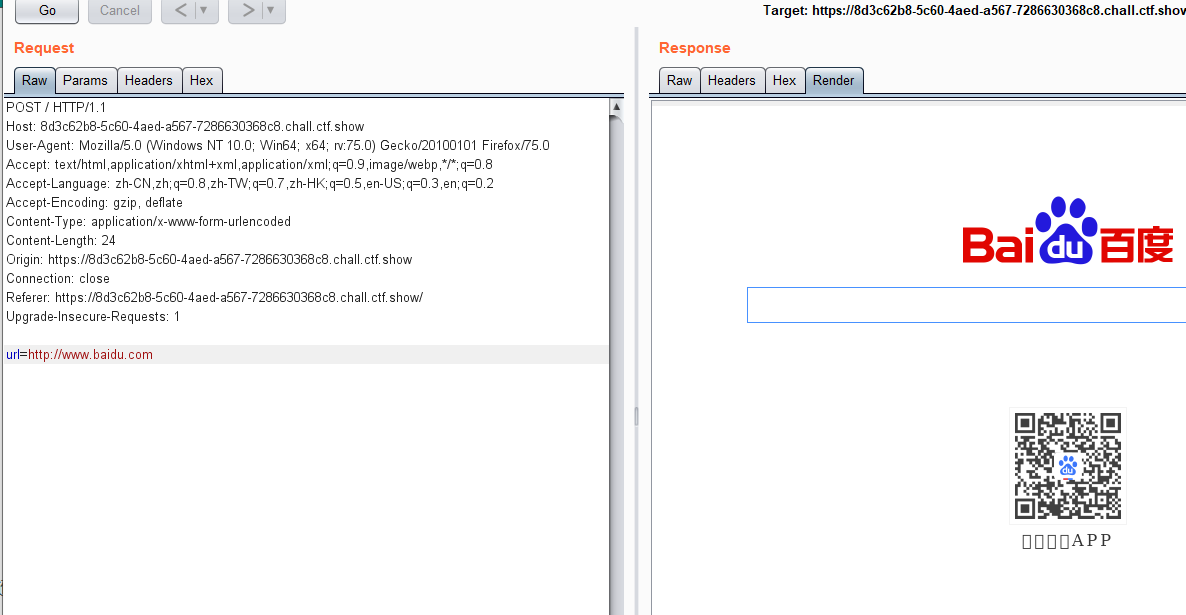 Go
Cancel
<
▼
>
▼
Target: https://8d3c62b8-5c60-4aed-a567-7286630368c8.chall.ctf.show
Request
Raw
Params
Headers
Hex
POST / HTTP/1.1
Host: 8d3c62b8-5c60-4aed-a567-7286630368c8.chall.ctf.show
User-Agent: Mozilla/5.0 (Windows NT 10.0; Win64; x64; rv:75.0) Gecko/20100101 Firefox/75.0
Accept: text/html,application/xhtml+xml,application/xml;q=0.9,image/webp,*/*;q=0.8
Accept-Language: zh-CN,zh;q=0.8,zh-TW;q=0.7,zh-HK;q=0.5,en-US;q=0.3,en;q=0.2
Accept-Encoding: gzip, deflate
Content-Type: application/x-www-form-urlencoded
Content-Length: 24
Origin: https://8d3c62b8-5c60-4aed-a567-7286630368c8.chall.ctf.show
Connection: close
Referer: https://8d3c62b8-5c60-4aed-a567-7286630368c8.chall.ctf.show/
Upgrade-Insecure-Requests: 1
url=http://www.baidu.com
Response
Raw
Headers
Hex
Render
Bai du 百度
du
APP